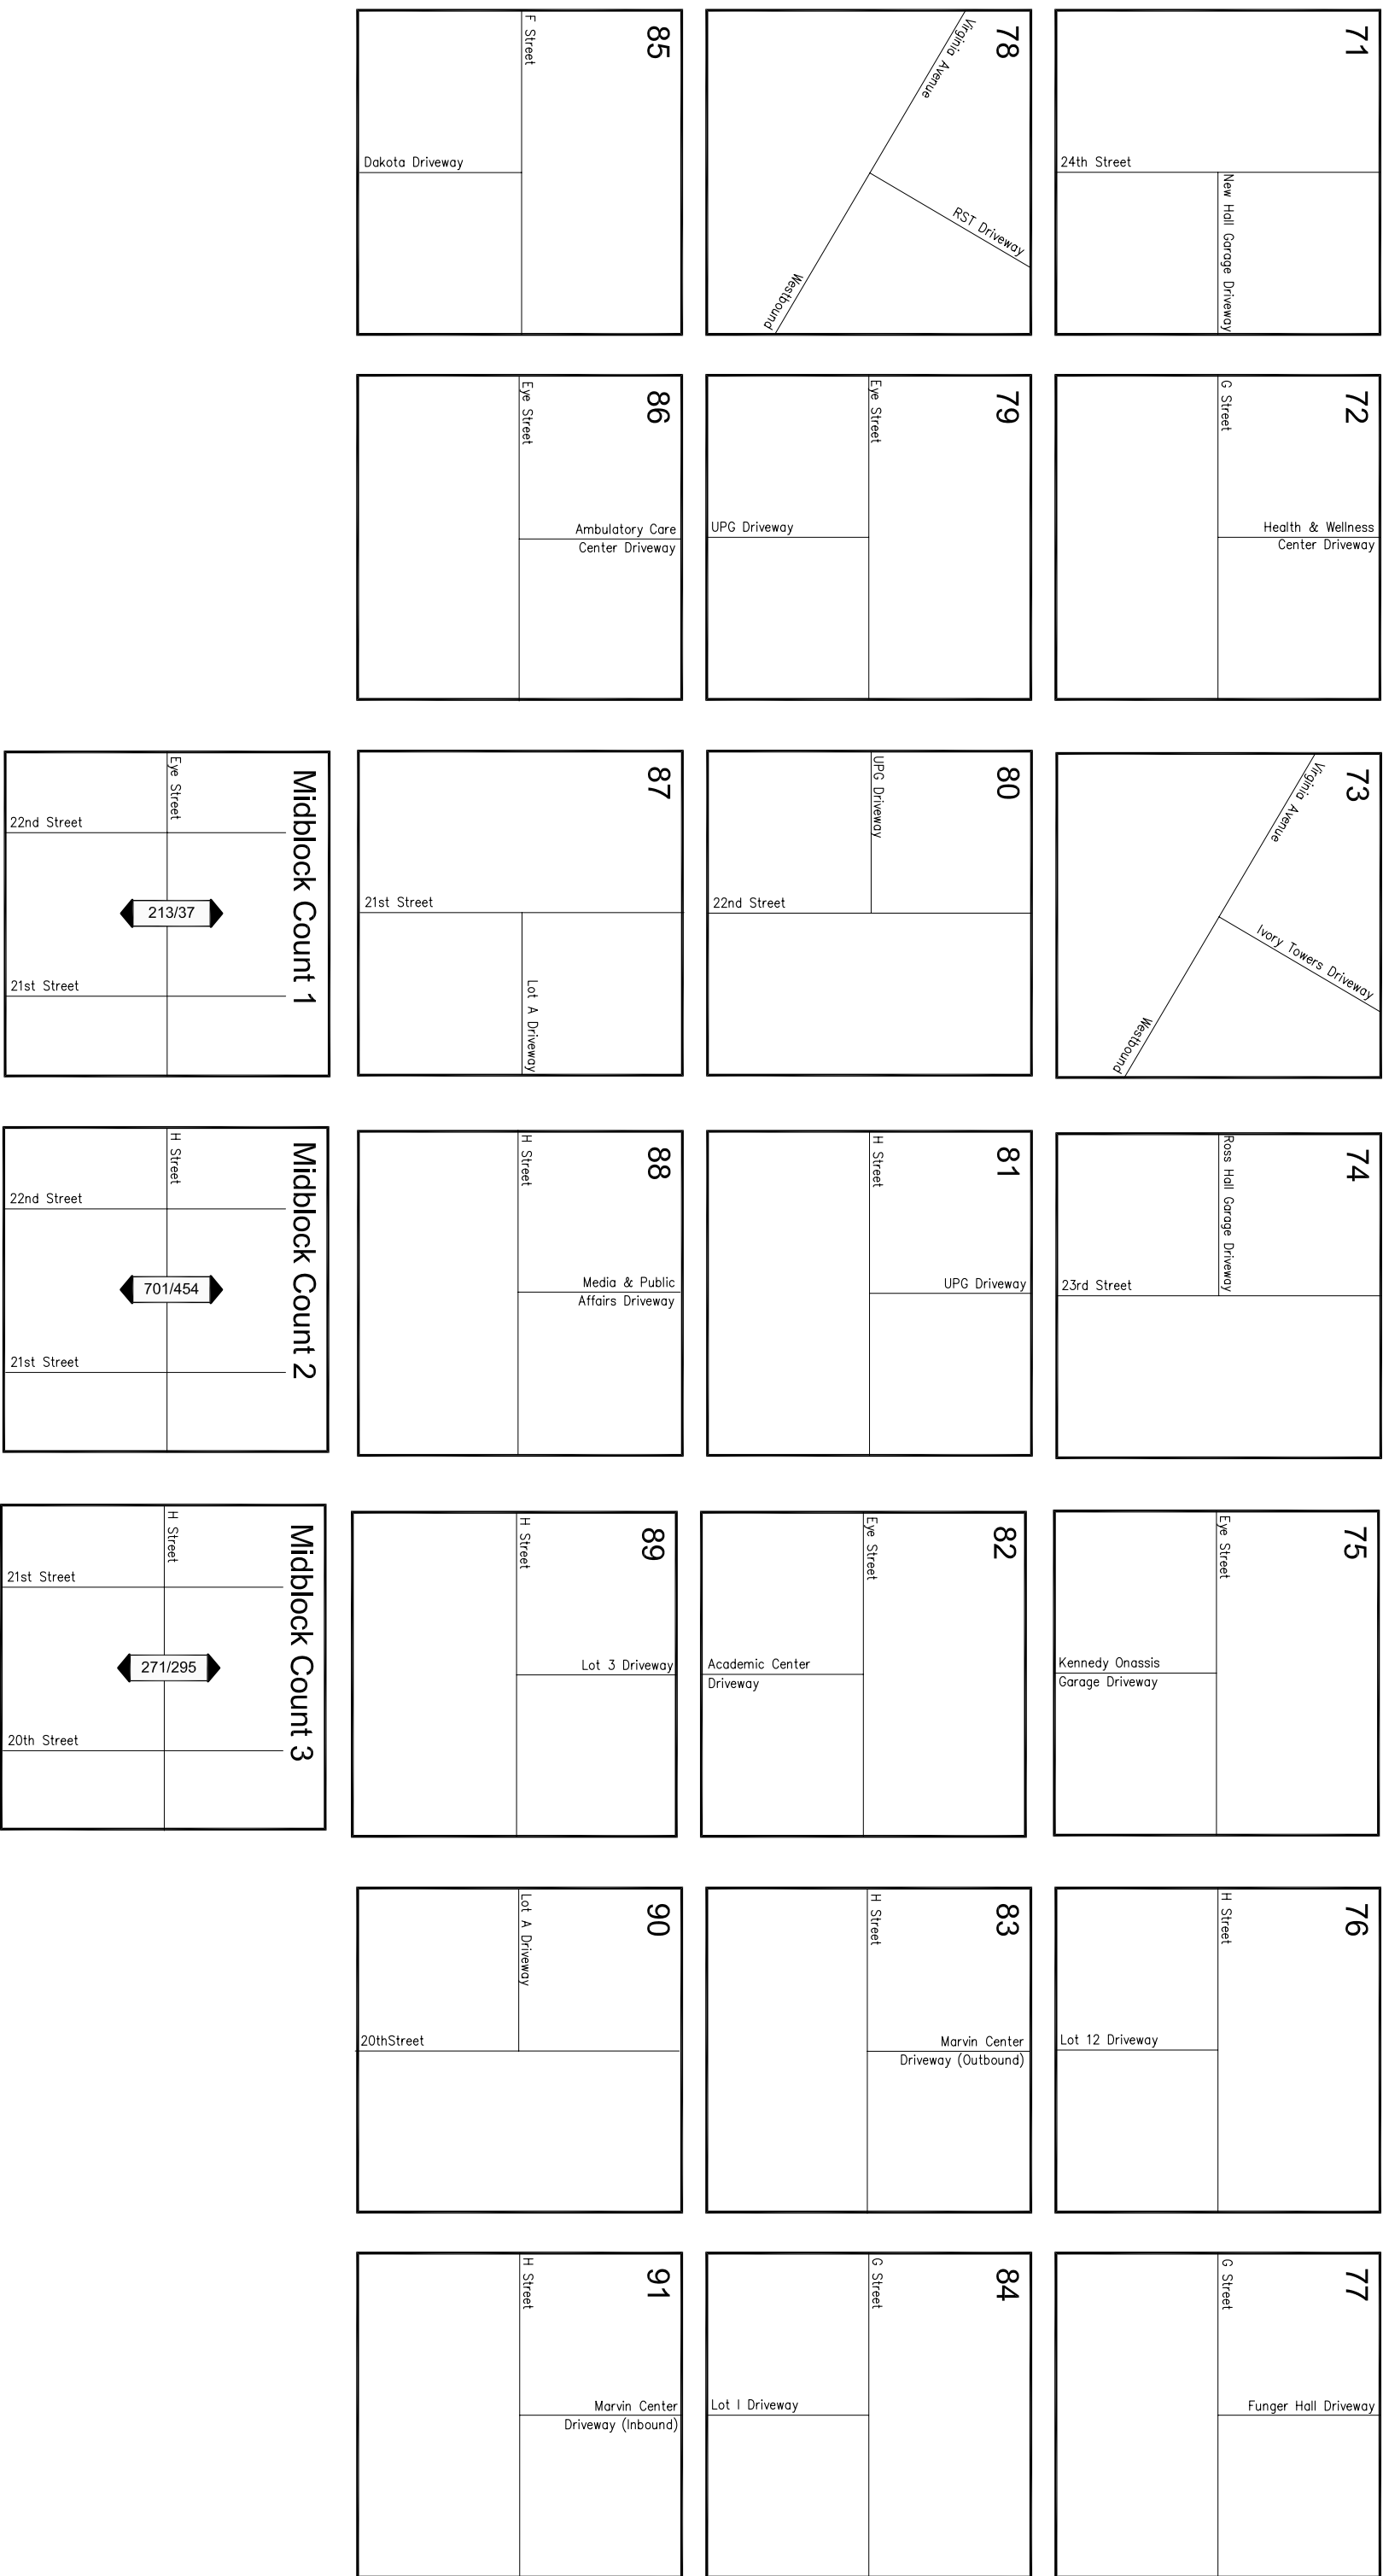 71
24th Street
New Hall Garage Driveway
72
G Street
Health & Wellness
Center Driveway
73
Virginia Avenue
Ivory Towers Driveway
Westbound
74
Ross Hall Garage Driveway
23rd Street
75
Eye Street
Kennedy Onassis
Garage Driveway
76
H Street
Lot 12 Driveway
77
G Street
Funger Hall Driveway
78
Virginia Avenue
RST Driveway
Westbound
79
Eye Street
UPG Driveway
80
UPG Driveway
22nd Street
81
H Street
UPG Driveway
82
Eye Street
Academic Center
Driveway
83
H Street
Marvin Center
Driveway (Outbound)
84
G Street
Lot I Driveway
85
F Street
Dakota Driveway
86
Eye Street
Ambulatory Care
Center Driveway
87
21st Street
Lot A Driveway
88
H Street
Media & Public
Affairs Driveway
89
H Street
Lot 3 Driveway
90
Lot A Driveway
20thStreet
91
H Street
Marvin Center
Driveway (Inbound)
Midblock Count 1
Eye Street
22nd Street
213/37
21st Street
Midblock Count 2
H Street
22nd Street
701/454
21st Street
Midblock Count 3
H Street
21st Street
271/295
20th Street